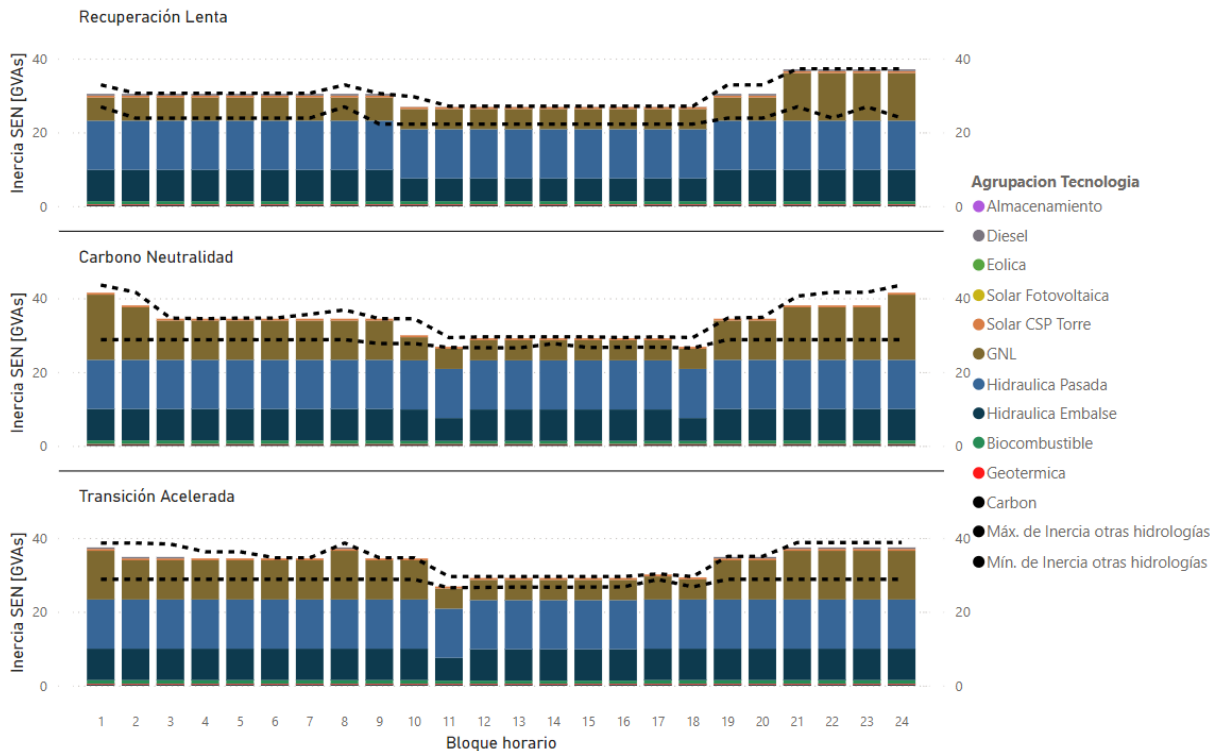 Recuperación Lenta
Inercia SEN [GVAs]
40
20
0
40
20
0
Carbono Neutralidad
Inercia SEN [GVAs]
40
20
0
40
20
0
Transición Acelerada
Inercia SEN [GVAs]
40
20
0
40
20
0
1 2 3 4 5 6 7 8 9 10 11 12 13 14 15 16 17 18 19 20 21 22 23 24
Bloque horario
Agrupacion Tecnologia
Almacenamiento
Diesel
Eolica
Solar Fotovoltaica
Solar CSP Torre
GNL
Hidraulica Pasada
Hidraulica Embalse
Biocombustible
Geotermica
Carbon
Máx. de Inercia otras hidrologías
Mín. de Inercia otras hidrologías